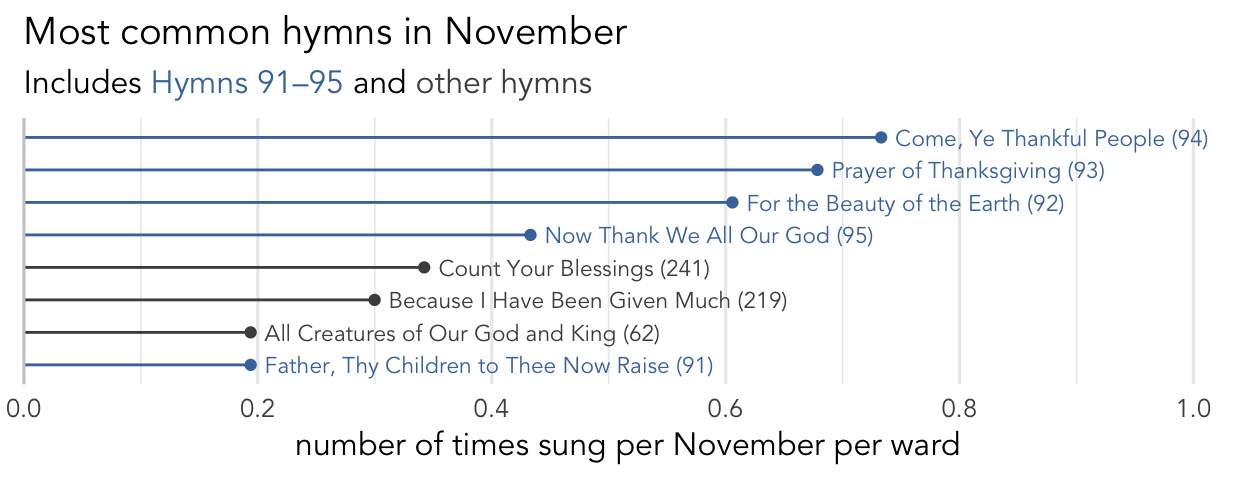 Most common hymns in November
Includes Hymns 91–95 and other hymns
Come, Ye Thankful People (94)
Prayer of Thanksgiving (93)
For the Beauty of the Earth (92)
Now Thank We All Our God (95)
Count Your Blessings (241)
Because I Have Been Given Much (219)
All Creatures of Our God and King (62)
Father, Thy Children to Thee Now Raise (91)
0.0 0.2 0.4 0.6 0.8 1.0
number of times sung per November per ward